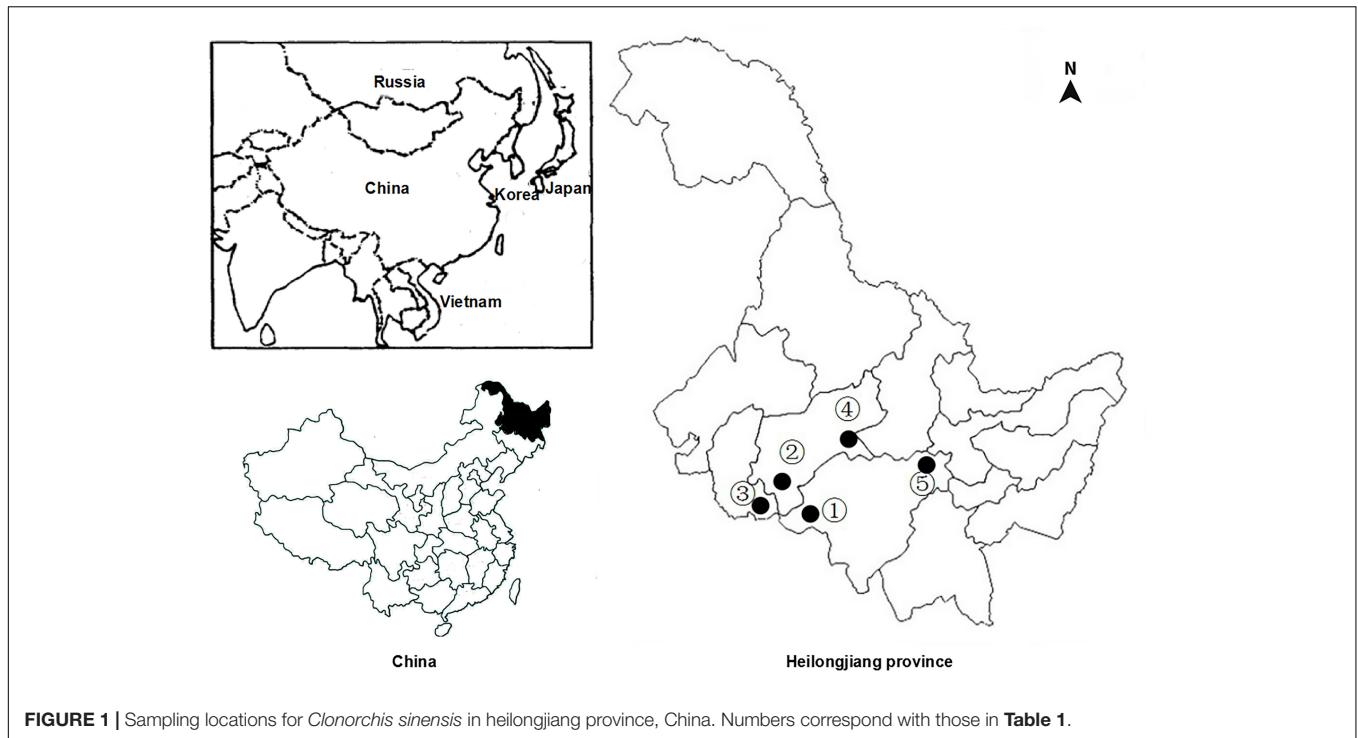 Russia
China
Korea
Japan
Vietnam
China
N
④
②
③
⑤
①
Heilongjiang province
FIGURE 1 | Sampling locations for Clonorchis sinensis in heilongjiang province, China. Numbers correspond with those in Table 1.